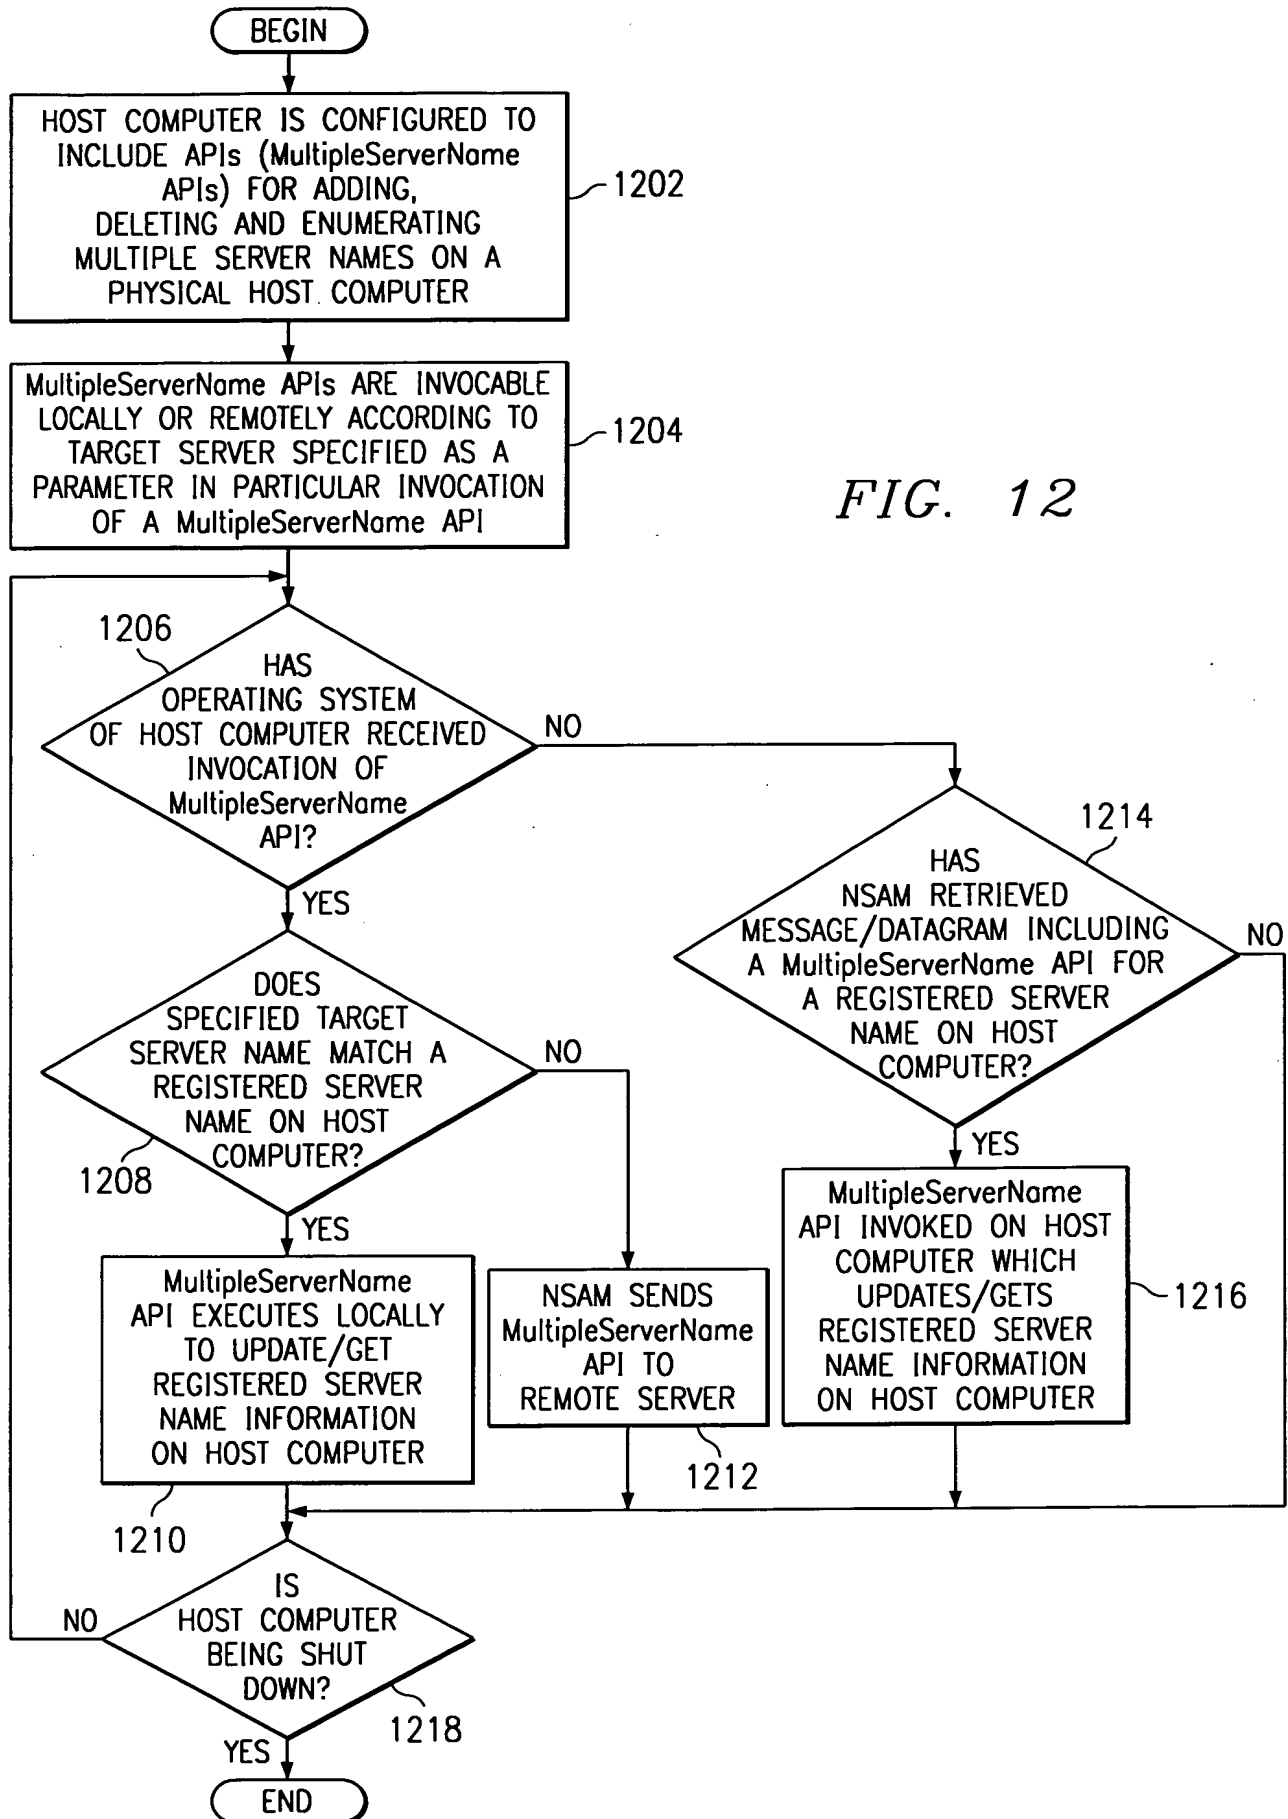 BEGIN
HOST COMPUTER IS CONFIGURED TO
INCLUDE APIs (MultipleServerName
APIs) FOR ADDING,
DELETING AND ENUMERATING
MULTIPLE SERVER NAMES ON A
PHYSICAL HOST COMPUTER
1202
MultipleServerName APIs ARE INVOCABLE
LOCALLY OR REMOTELY ACCORDING TO
TARGET SERVER SPECIFIED AS A
PARAMETER IN PARTICULAR INVOCATION
OF A MultipleServerName API
1204
FIG. 12
1206
HAS
OPERATING SYSTEM
OF HOST COMPUTER RECEIVED
INVOCATION OF
MultipleServerName
API?
NO
YES
1214
HAS
NSAM RETRIEVED
MESSAGE/DATAGRAM INCLUDING
A MultipleServerName API FOR
A REGISTERED SERVER
NAME ON HOST
COMPUTER?
NO
YES
DOES
SPECIFIED TARGET
SERVER NAME MATCH A
REGISTERED SERVER
NAME ON HOST
COMPUTER?
1208
NO
YES
MultipleServerName
API EXECUTES LOCALLY
TO UPDATE/GET
REGISTERED SERVER
NAME INFORMATION
ON HOST COMPUTER
1210
NSAM SENDS
MultipleServerName
API TO
REMOTE SERVER
1212
MultipleServerName
API INVOKED ON HOST
COMPUTER WHICH
UPDATES/GETS
REGISTERED SERVER
NAME INFORMATION
ON HOST COMPUTER
1216
IS
HOST COMPUTER
BEING SHUT
DOWN?
1218
NO
YES
END